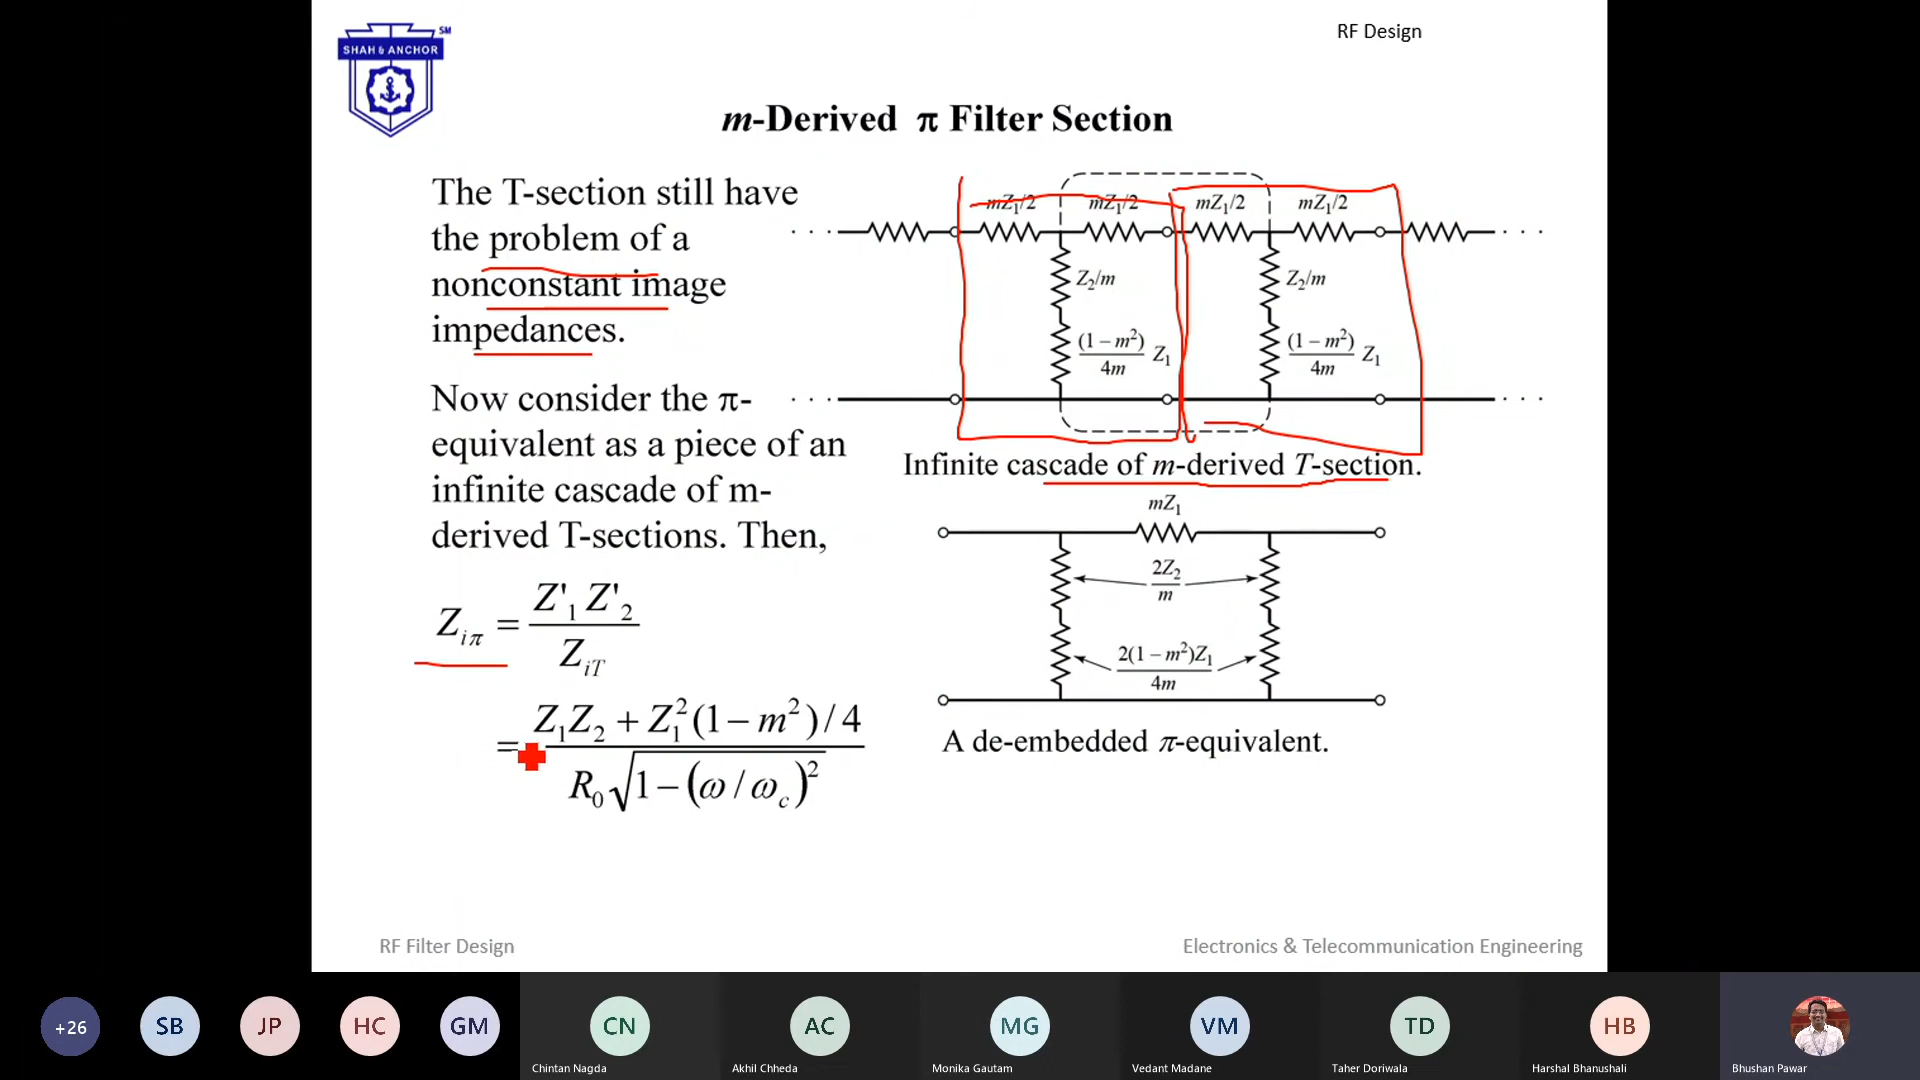 SM
SHAH & ANCHOR
RF Design
m-Derived π Filter Section
The T-section still have
the problem of a
nonconstant image
impedances.
Now consider the π-
equivalent as a piece of an
infinite cascade of m-
derived T-sections. Then,
Z_{iπ} = Z'_1 Z'_2 / Z_{iT}
= Z_1Z_2 + Z_1^2(1 − m^2)/4 / R_0 √1 − (ω/ω_c)^2
mZ_1/2 mZ_1/2 mZ_1/2 mZ_1/2
Z_2/m Z_2/m
(1 − m^2)/4m Z_1 (1 − m^2)/4m Z_1
Infinite cascade of m-derived T-section.
mZ_1
2Z_2/m
2(1 − m^2)Z_1/4m
A de-embedded π-equivalent.
RF Filter Design
Electronics & Telecommunication Engineering
+26 SB JP HC GM CN AC MG VM TD HB
Chintan Nagda Akhil Chheda Monika Gautam Vedant Madane Taher Doriwala Harshal Bhanushali Bhushan Pawar